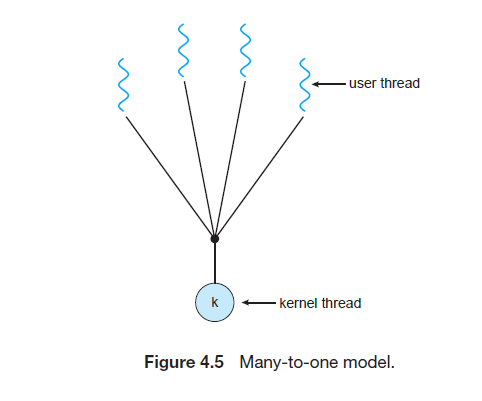 user thread
k
kernel thread
Figure 4.5 Many-to-one model.